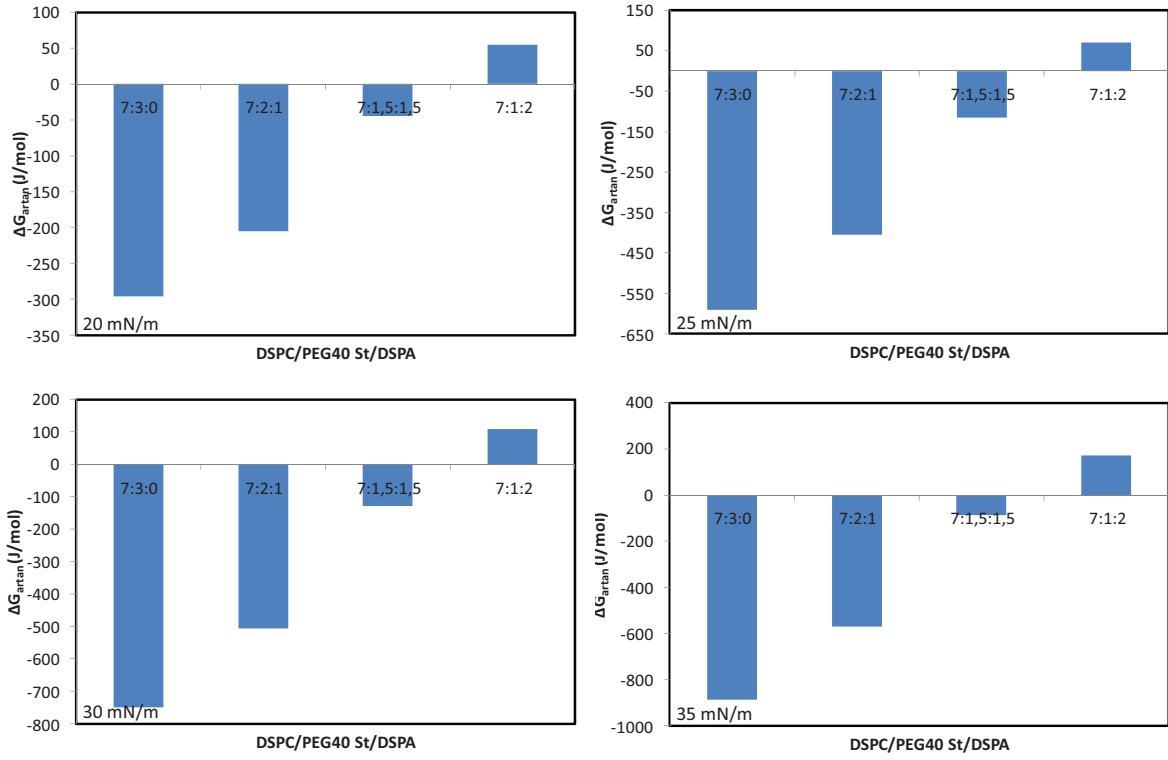 100
50
0
-50
-100
-150
-200
-250
-300
-350
ΔGartan (J/mol)
7:3:0 7:2:1 7:1,5:1,5 7:1:2
20 mN/m
DSPC/PEG40 St/DSPA
150
50
-50
-150
-250
-350
-450
-550
-650
ΔGartan (J/mol)
7:3:0 7:2:1 7:1,5:1,5 7:1:2
25 mN/m
DSPC/PEG40 St/DSPA
200
100
0
-100
-200
-300
-400
-500
-600
-700
-800
ΔGartan (J/mol)
7:3:0 7:2:1 7:1,5:1,5 7:1:2
30 mN/m
DSPC/PEG40 St/DSPA
400
200
0
-200
-400
-600
-800
-1000
ΔGartan (J/mol)
7:3:0 7:2:1 7:1,5:1,5 7:1:2
35 mN/m
DSPC/PEG40 St/DSPA